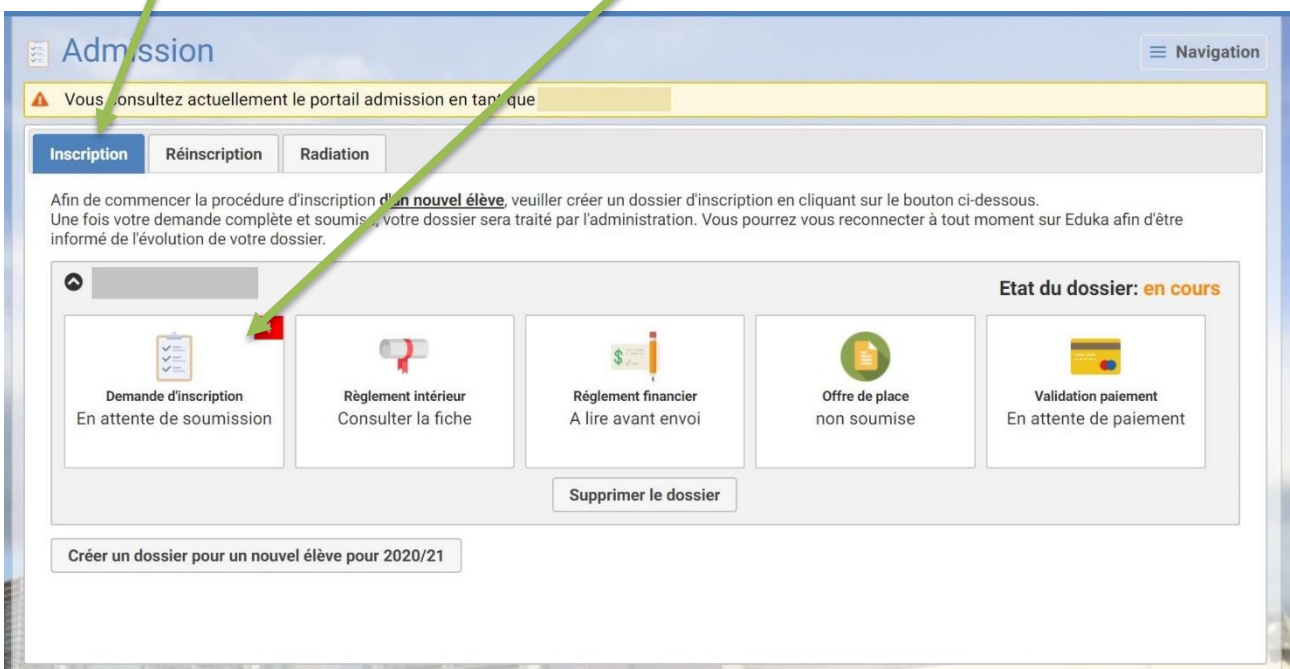 Admission
Navigation
Vous consultez actuellement le portail admission en tant que
Inscription Réinscription Radiation
Afin de commencer la procédure d'inscription d'un nouvel élève, veuiller créer un dossier d'inscription en cliquant sur le bouton ci-dessous.
Une fois votre demande complète et soumise, votre dossier sera traité par l'administration. Vous pourrez vous reconnecter à tout moment sur Eduka afin d'être
informé de l'évolution de votre dossier.
Etat du dossier: en cours
Demande d'inscription
En attente de soumission
Règlement intérieur
Consulter la fiche
Réglement financier
A lire avant envoi
Offre de place
non soumise
Validation paiement
En attente de paiement
Supprimer le dossier
Créer un dossier pour un nouvel élève pour 2020/21